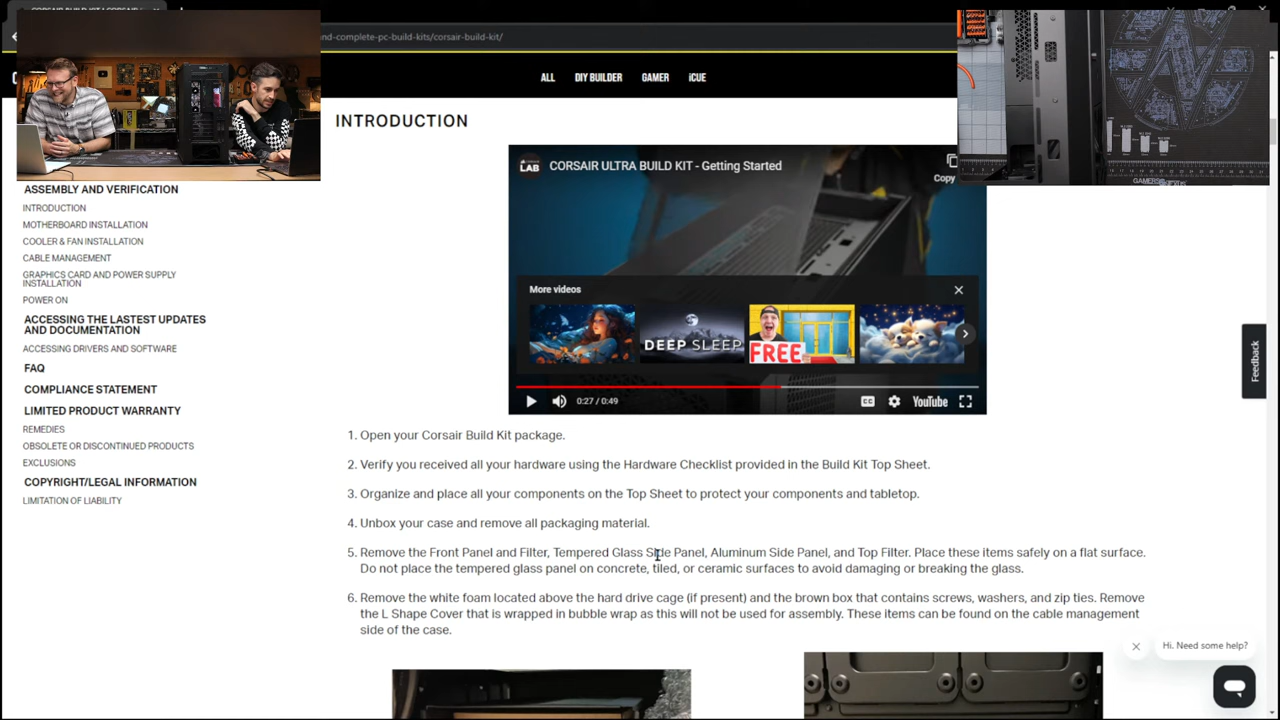 and-complete-pc-build-kits/corsair-build-kit/
ALL
DIY BUILDER
GAMER
iCUE
INTRODUCTION
LAB
CORSAIR ULTRA BUILD KIT - Getting Started
Copy
More videos
DEEP SLEEP
FREE
0:27 / 0:49
CC
YouTube
ASSEMBLY AND VERIFICATION
INTRODUCTION
MOTHERBOARD INSTALLATION
COOLER & FAN INSTALLATION
CABLE MANAGEMENT
GRAPHICS CARD AND POWER SUPPLY
INSTALLATION
POWER ON
ACCESSING THE LASTEST UPDATES
AND DOCUMENTATION
ACCESSING DRIVERS AND SOFTWARE
FAQ
COMPLIANCE STATEMENT
LIMITED PRODUCT WARRANTY
REMEDIES
OBSOLETE OR DISCONTINUED PRODUCTS
EXCLUSIONS
COPYRIGHT/LEGAL INFORMATION
LIMITATION OF LIABILITY
1. Open your Corsair Build Kit package.
2. Verify you received all your hardware using the Hardware Checklist provided in the Build Kit Top Sheet.
3. Organize and place all your components on the Top Sheet to protect your components and tabletop.
4. Unbox your case and remove all packaging material.
5. Remove the Front Panel and Filter, Tempered Glass Side Panel, Aluminum Side Panel, and Top Filter. Place these items safely on a flat surface.
Do not place the tempered glass panel on concrete, tiled, or ceramic surfaces to avoid damaging or breaking the glass.
6. Remove the white foam located above the hard drive cage (if present) and the brown box that contains screws, washers, and zip ties. Remove
the L Shape Cover that is wrapped in bubble wrap as this will not be used for assembly. These items can be found on the cable management
side of the case.
Feedback
Hi. Need some help?